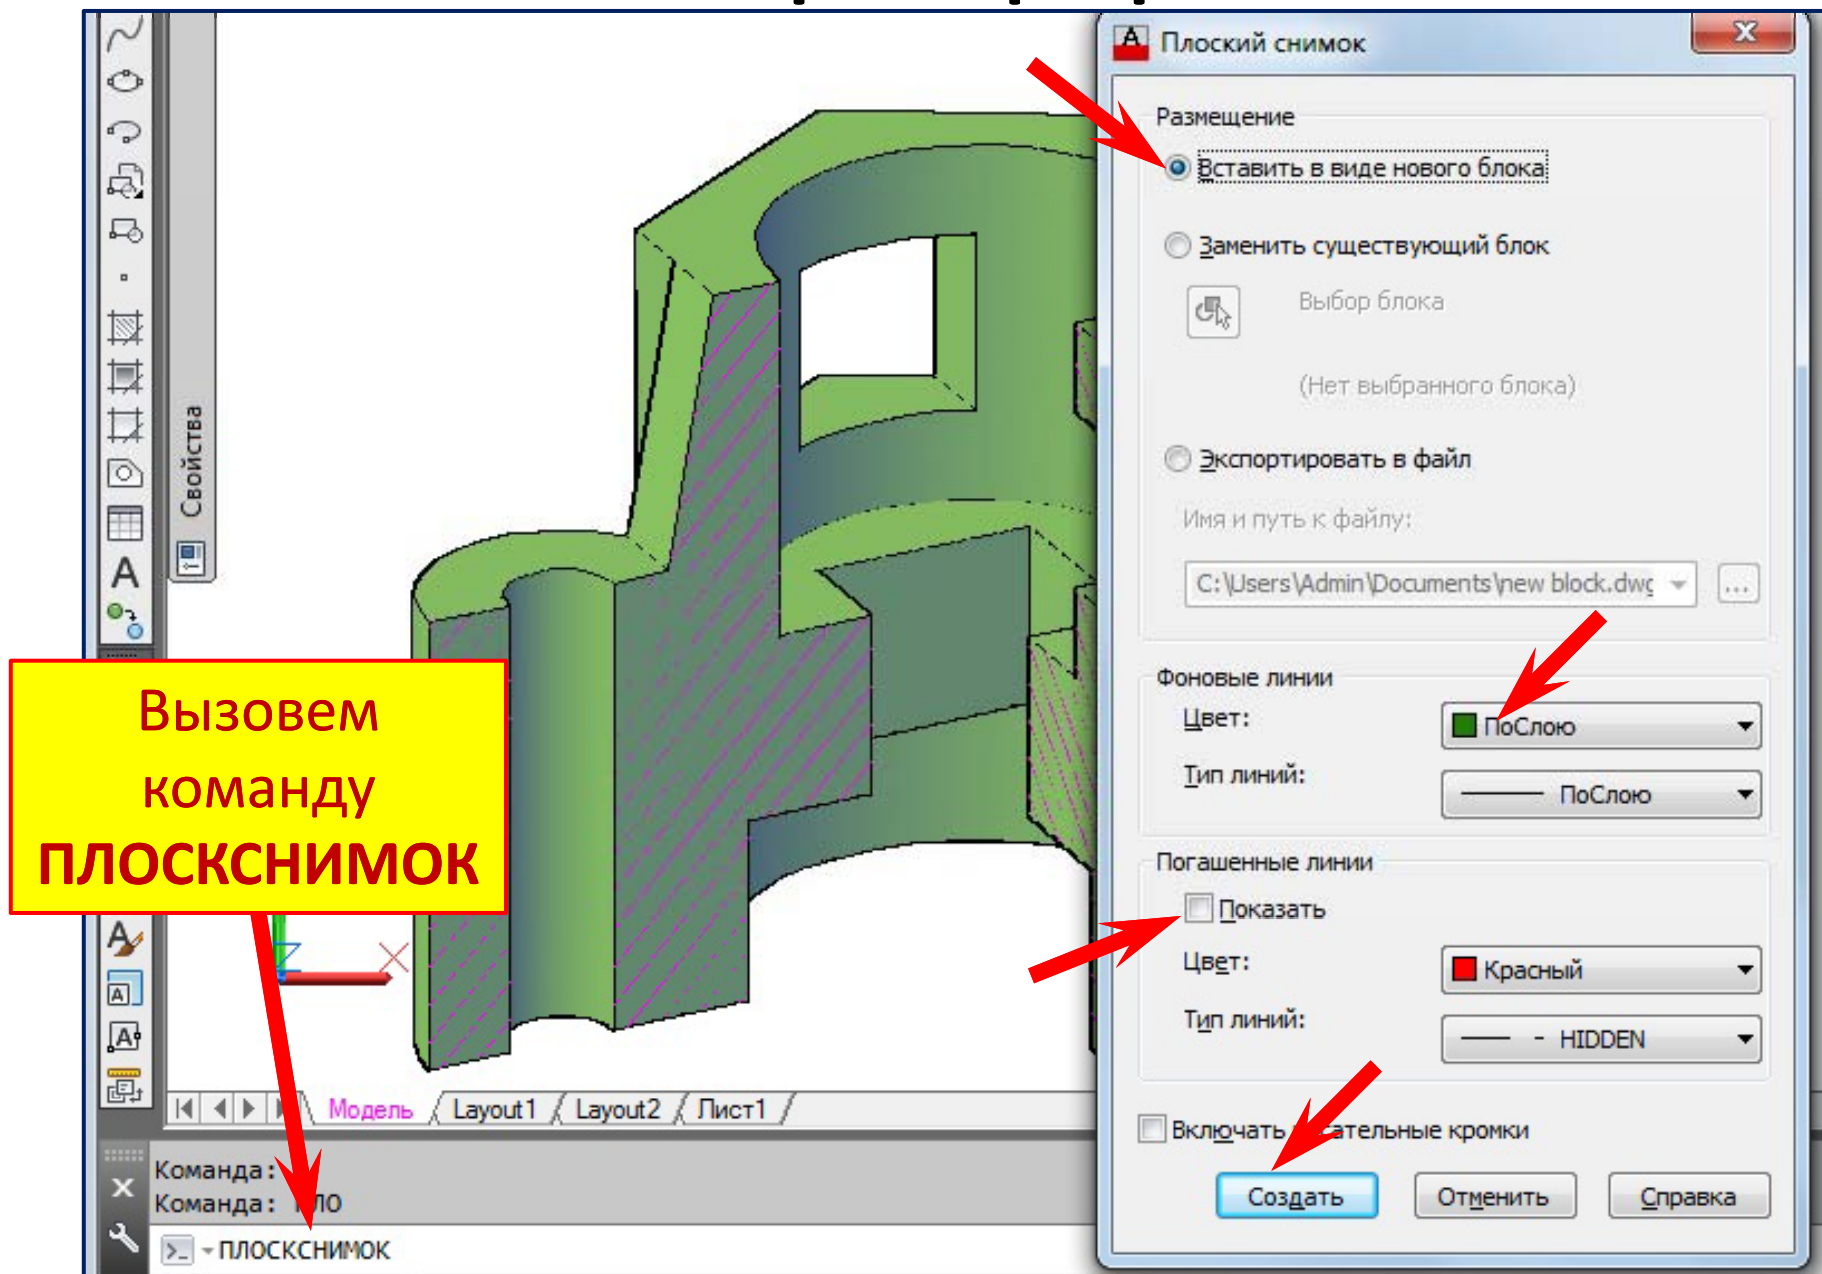 Свойства
Вызовем
команду
ПЛОСКСНИМОК
Модель
Layout1
Layout2
Лист1
Команда:
Команда: ПЛО
ПЛОСКСНИМОК
Плоский снимок
Размещение
Вставить в виде нового блока
Заменить существующий блок
Выбор блока
(Нет выбранного блока)
Экспортировать в файл
Имя и путь к файлу:
C:\Users\Admin\Documents\new block.dwg
...
Фоновые линии
Цвет:
ПоСлою
Тип линий:
ПоСлою
Погашенные линии
Показать
Цвет:
Красный
Тип линий:
HIDDEN
Включать касательные кромки
Создать
Отменить
Справка